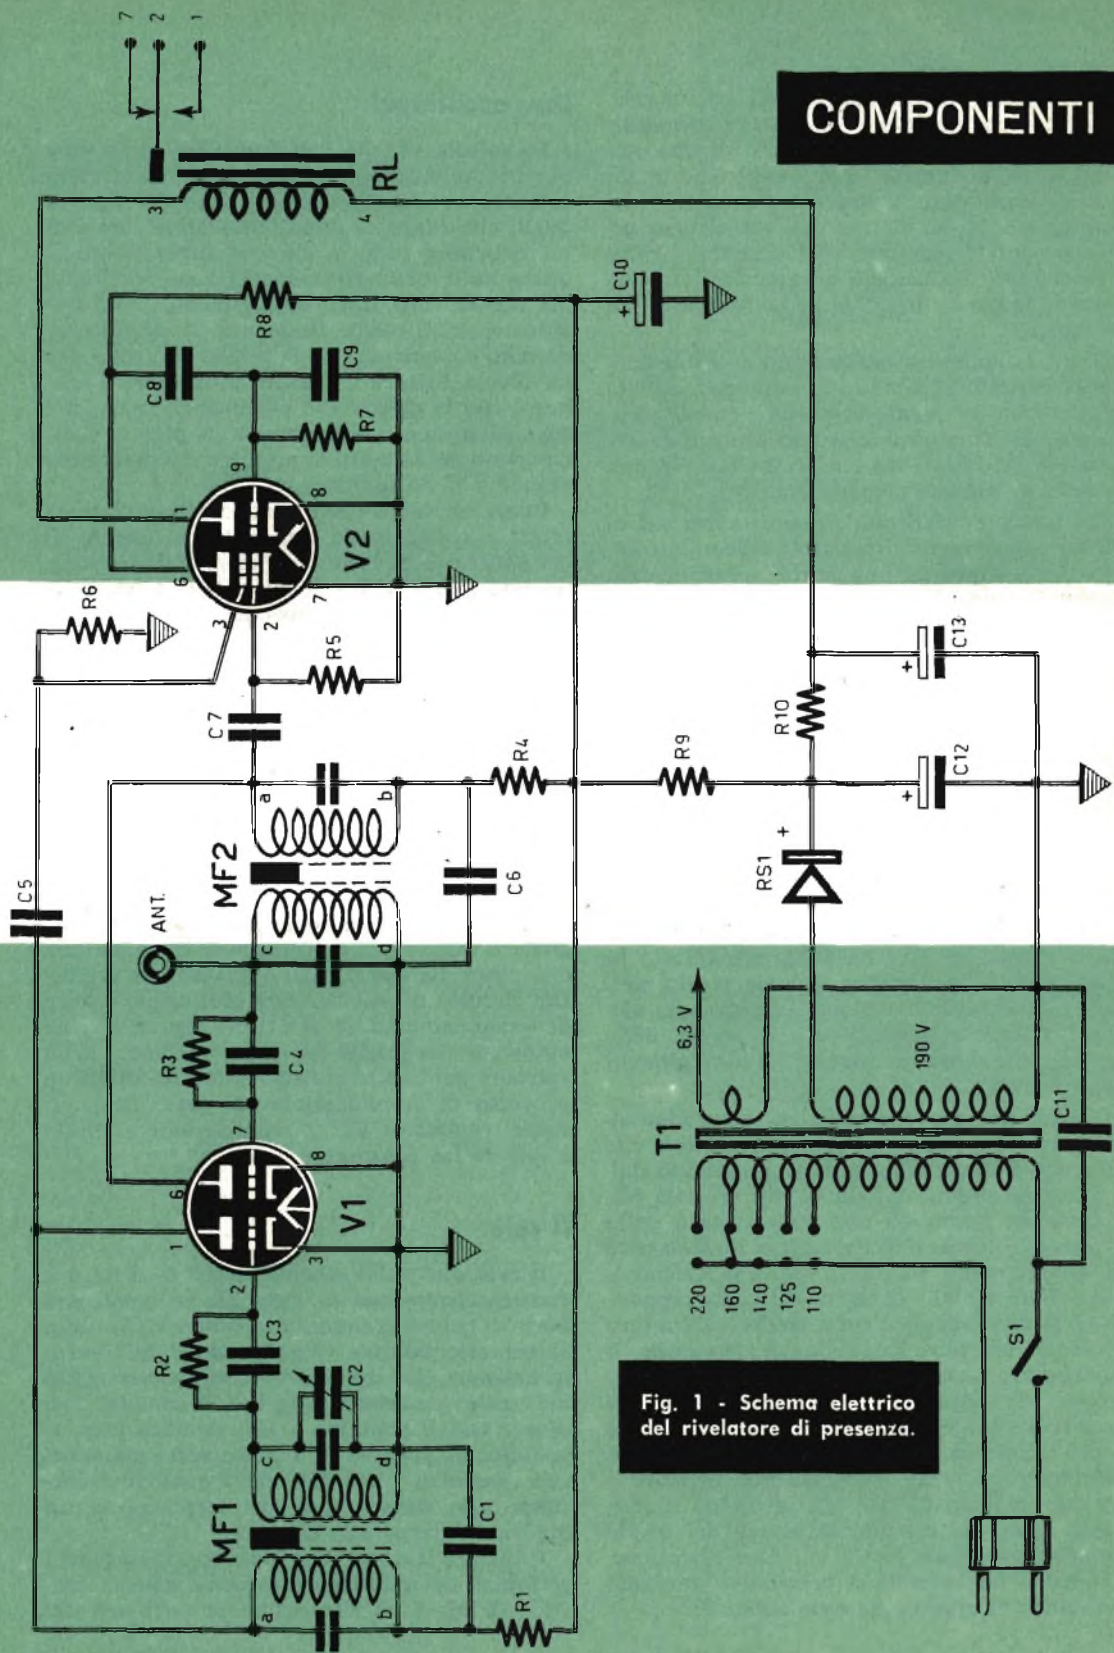 COMPONENTI
7
2
1
3
RL
4
C10
+
R8
C8
C9
R7
9
1
8
6
V2
7
R6
3
2
R5
C7
C13
+
R10
R4
R9
C12
+
a
b
MF2
C5
C6
+
RS1
ANT.
c
d
6,3 V
R3
C4
190 V
7
T1
C11
6
8
V1
1
3
2
220
160
140
125
110
R2
C3
C2
S1
c
d
MF1
C1
a
b
R1
Fig. 1 - Schema elettrico
del rivelatore di presenza.